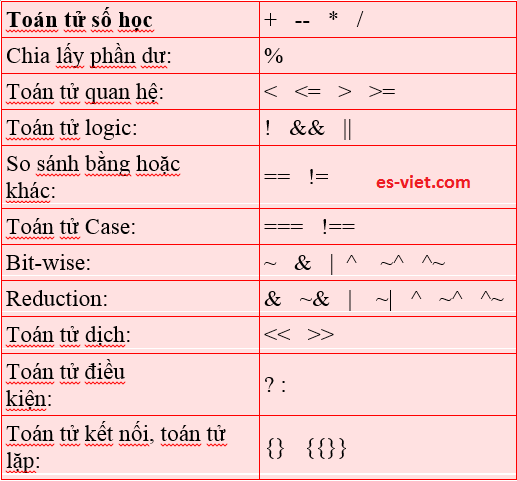 Toán tử số học + -- * /
Chia lấy phần dư: %
Toán tử quan hệ: < <= > >=
Toán tử logic: ! && ||
So sánh bằng hoặc
khác: == !=
es-viet.com
Toán tử Case: === !==
Bit-wise: ~ & | ^ ~^ ^~
Reduction: & ~& | ~| ^ ~^ ^~
Toán tử dịch: << >>
Toán tử điều
kiện: ? :
Toán tử kết nối, toán tử
lặp: {} {{}}